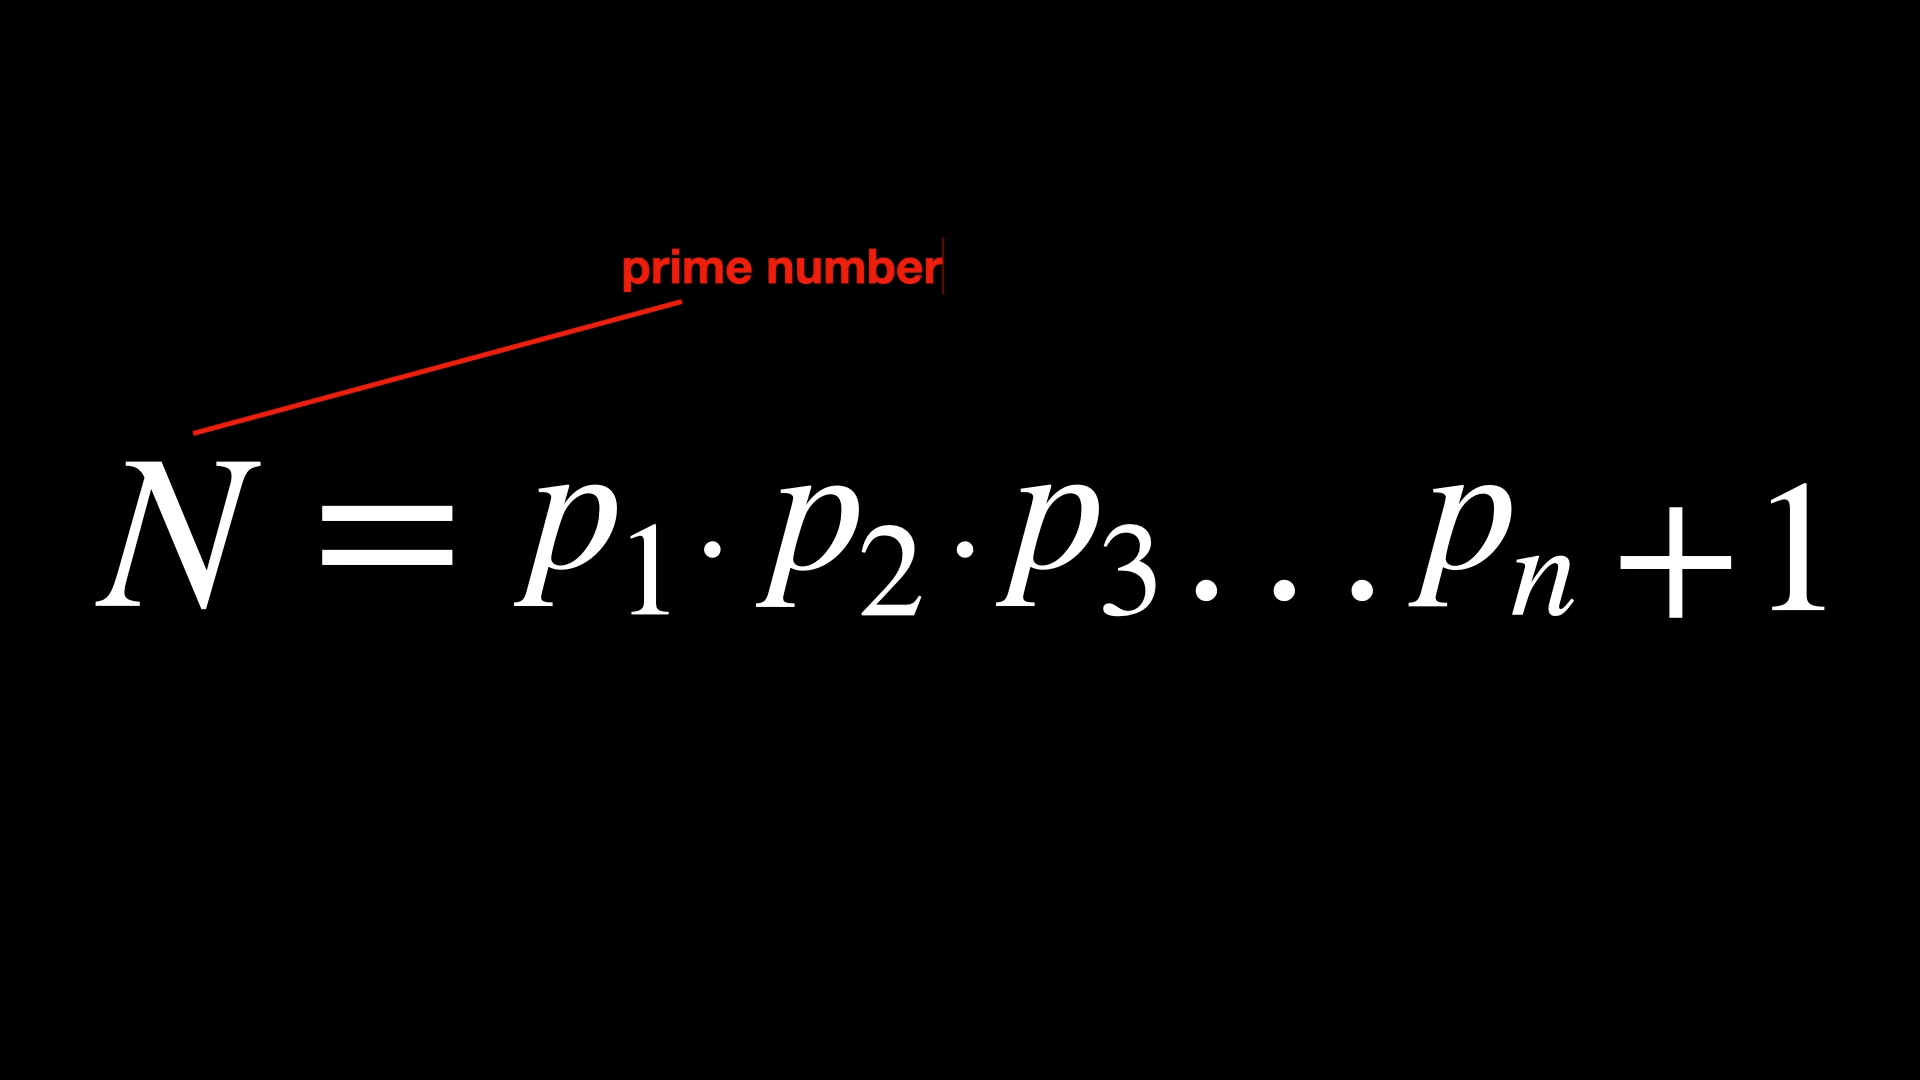 prime number
N = p₁ · p₂ · p₃ . . . pₙ + 1